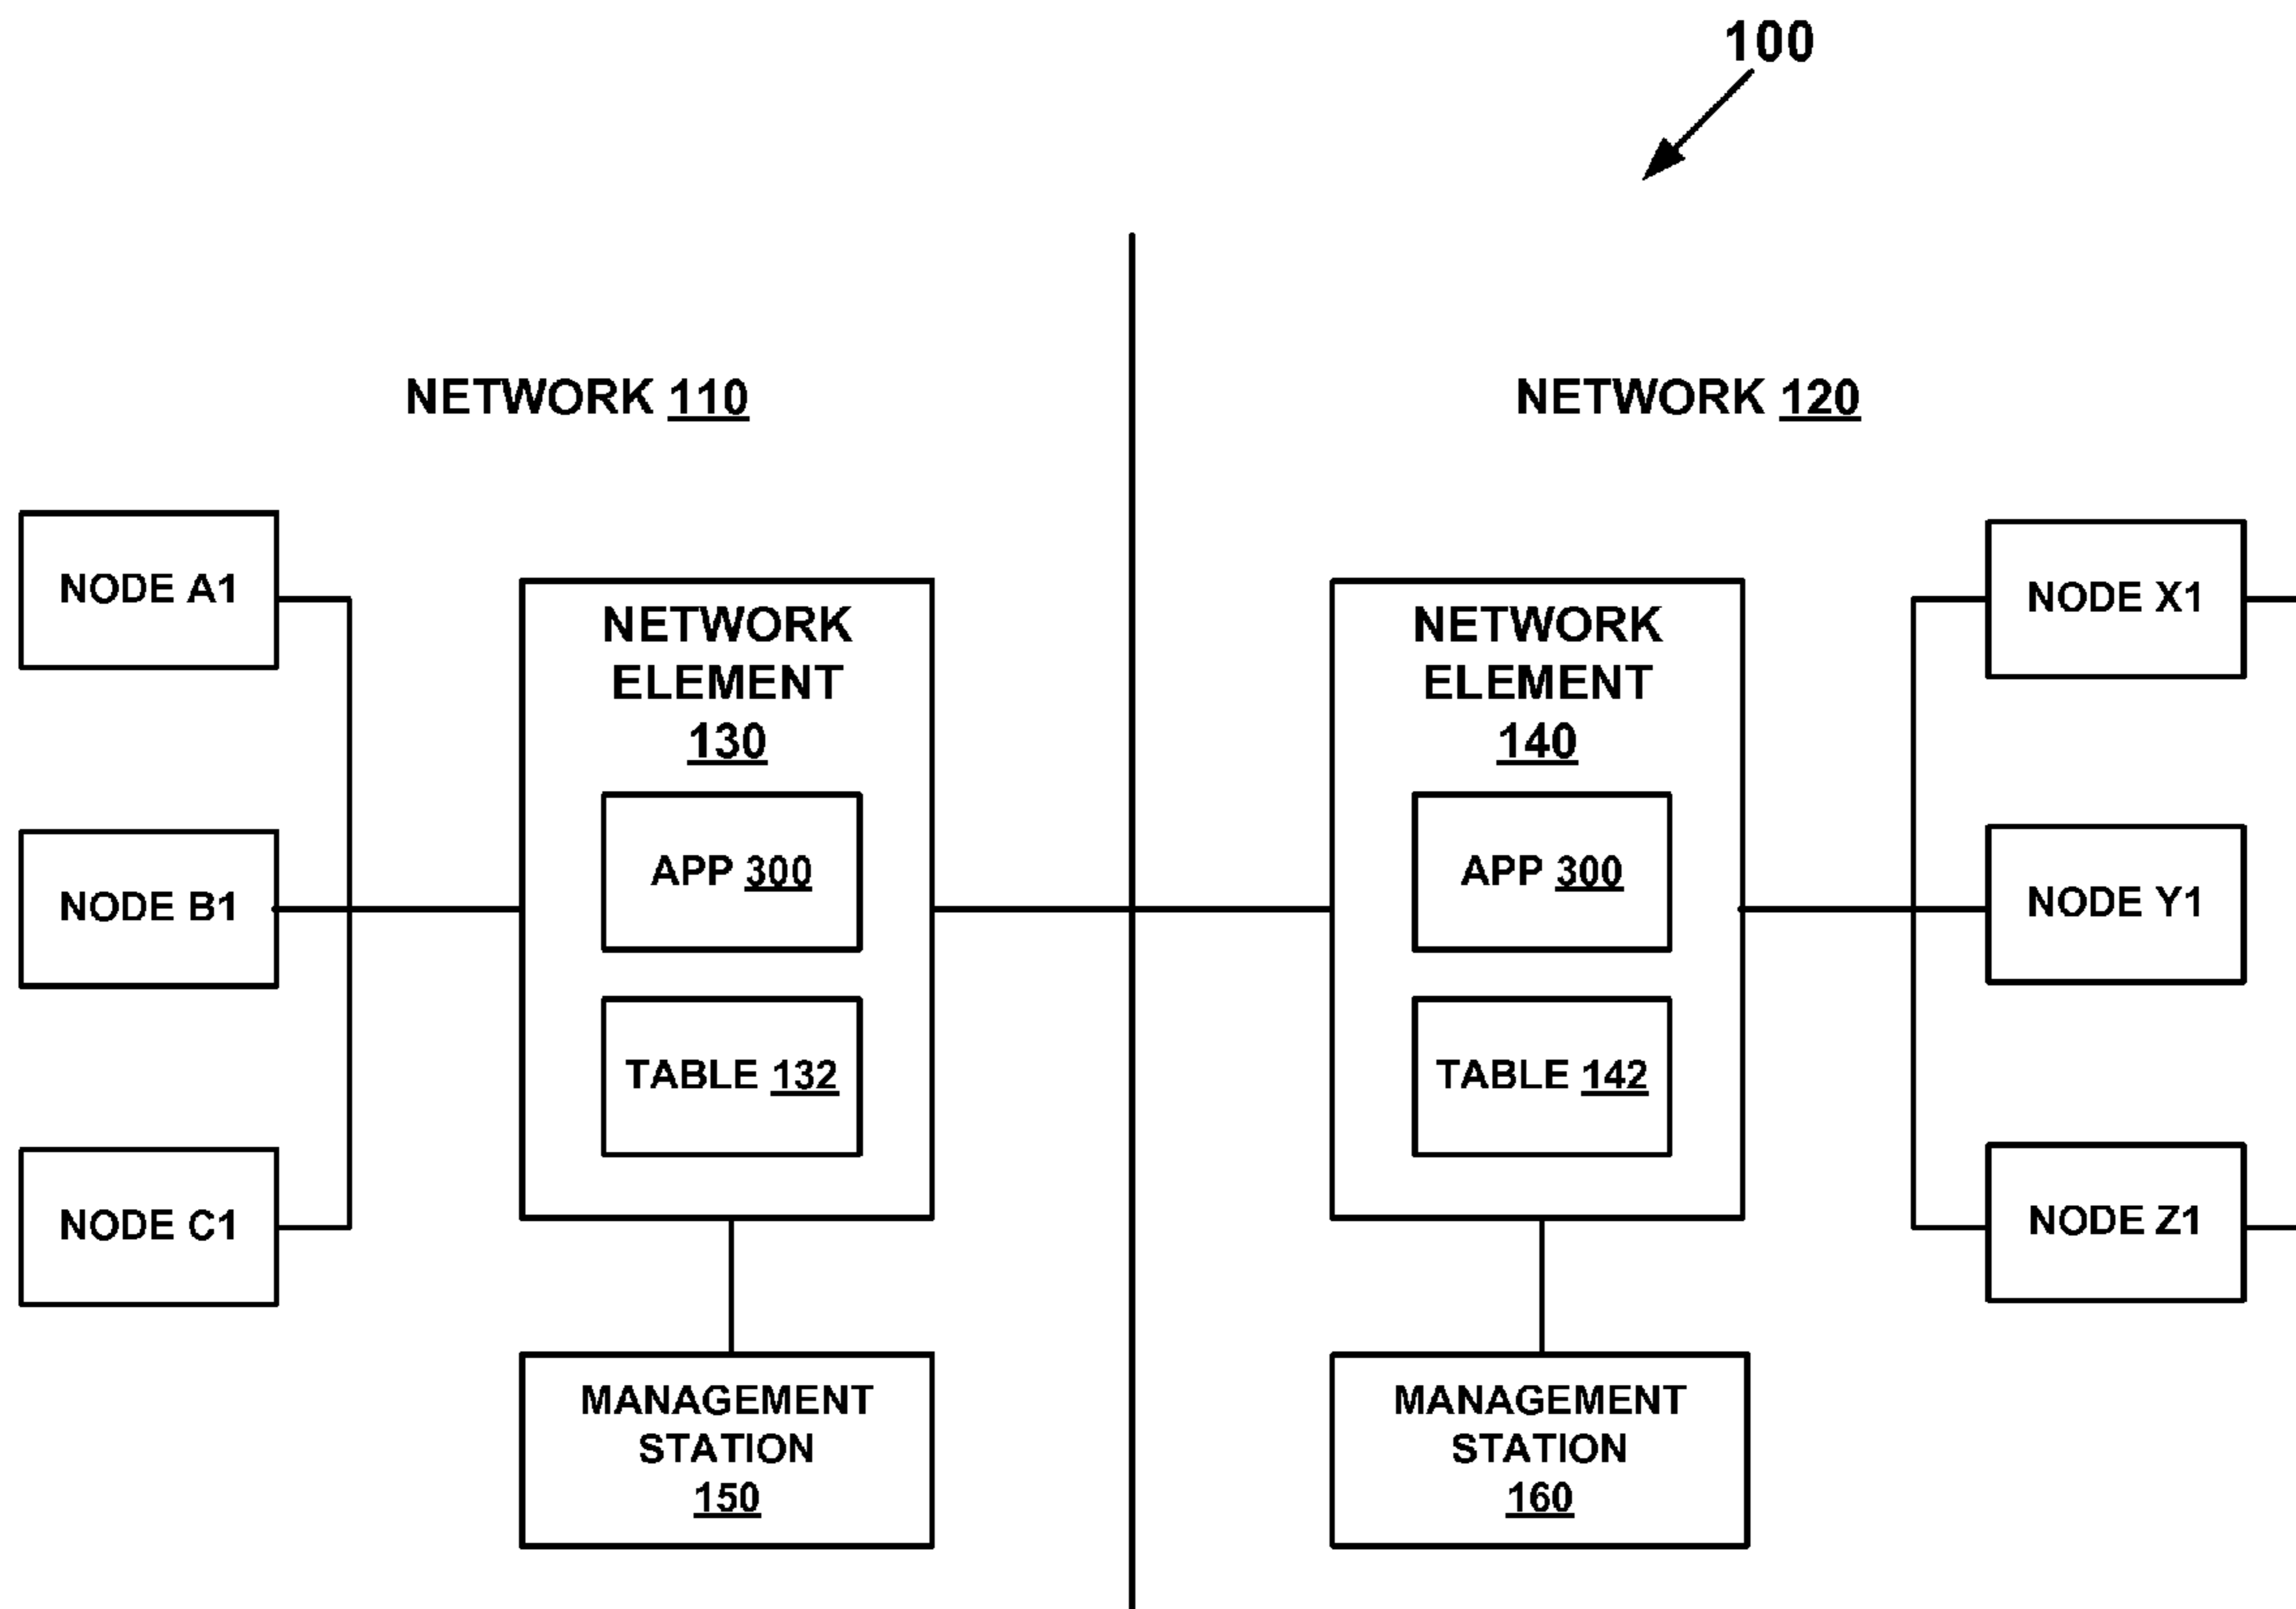 100
NETWORK 110
NETWORK 120
NODE A1
NODE B1
NODE C1
NETWORK
ELEMENT
130
APP 300
TABLE 132
MANAGEMENT
STATION
150
NETWORK
ELEMENT
140
APP 300
TABLE 142
MANAGEMENT
STATION
160
NODE X1
NODE Y1
NODE Z1